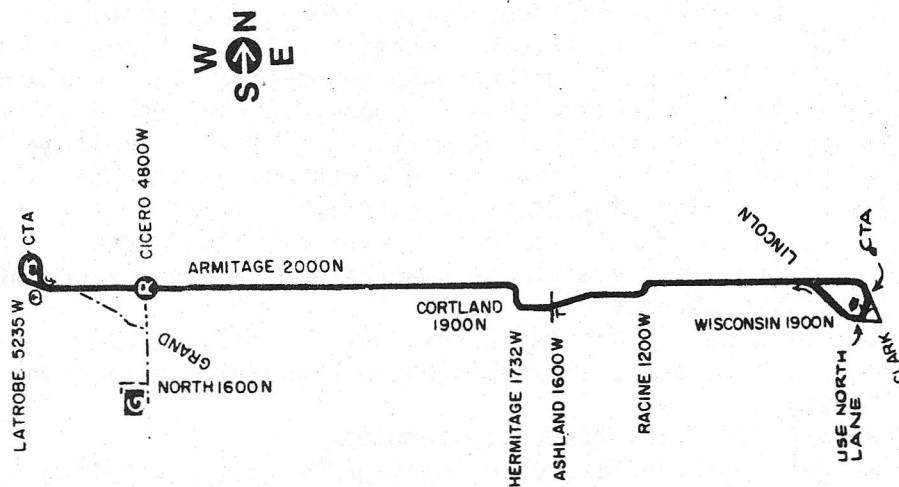 W
S N
E
LATROBE 5235 W
CTA
R
CICERO 4800W
ARMITAGE 2000N
GRAND
G
NORTH 1600N
CORTLAND
1900N
HERMITAGE 1732W
ASHLAND 1600W
RACINE 1200W
LINCOLN
WISCONSIN 1900N
CTA
CLARK
USE NORTH
LANE